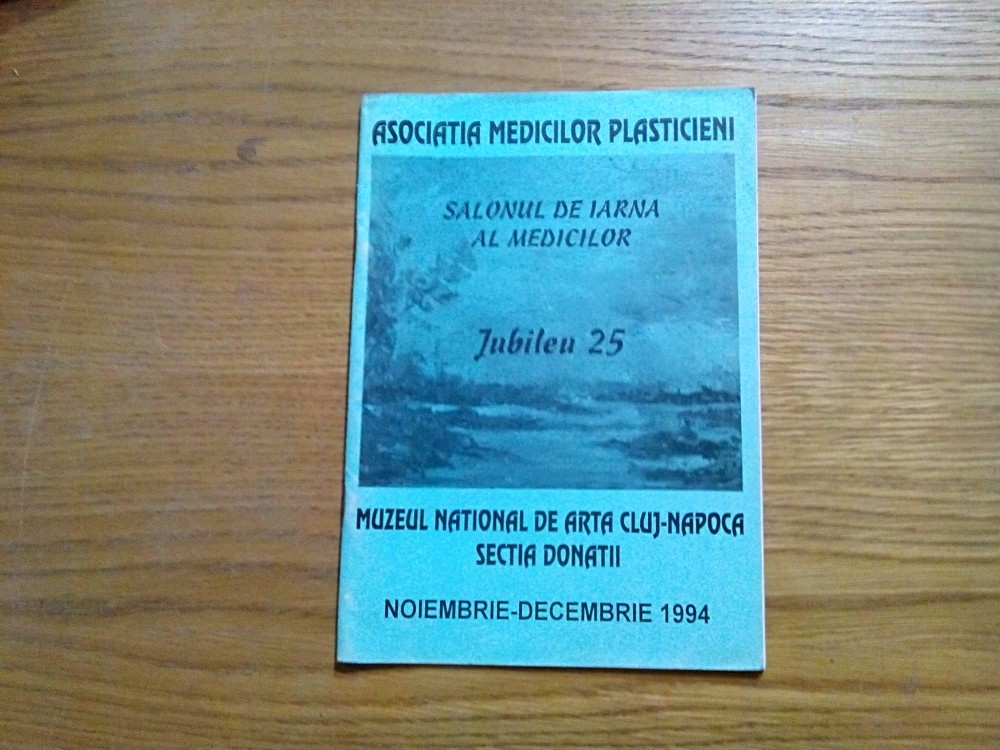 ASOCIATIA MEDICILOR PLASTICIENI
SALONUL DE IARNA
AL MEDICILOR
Jubileu 25
MUZEUL NATIONAL DE ARTA CLUJ-NAPOCA
SECTIA DONATII
NOIEMBRIE-DECEMBRIE 1994